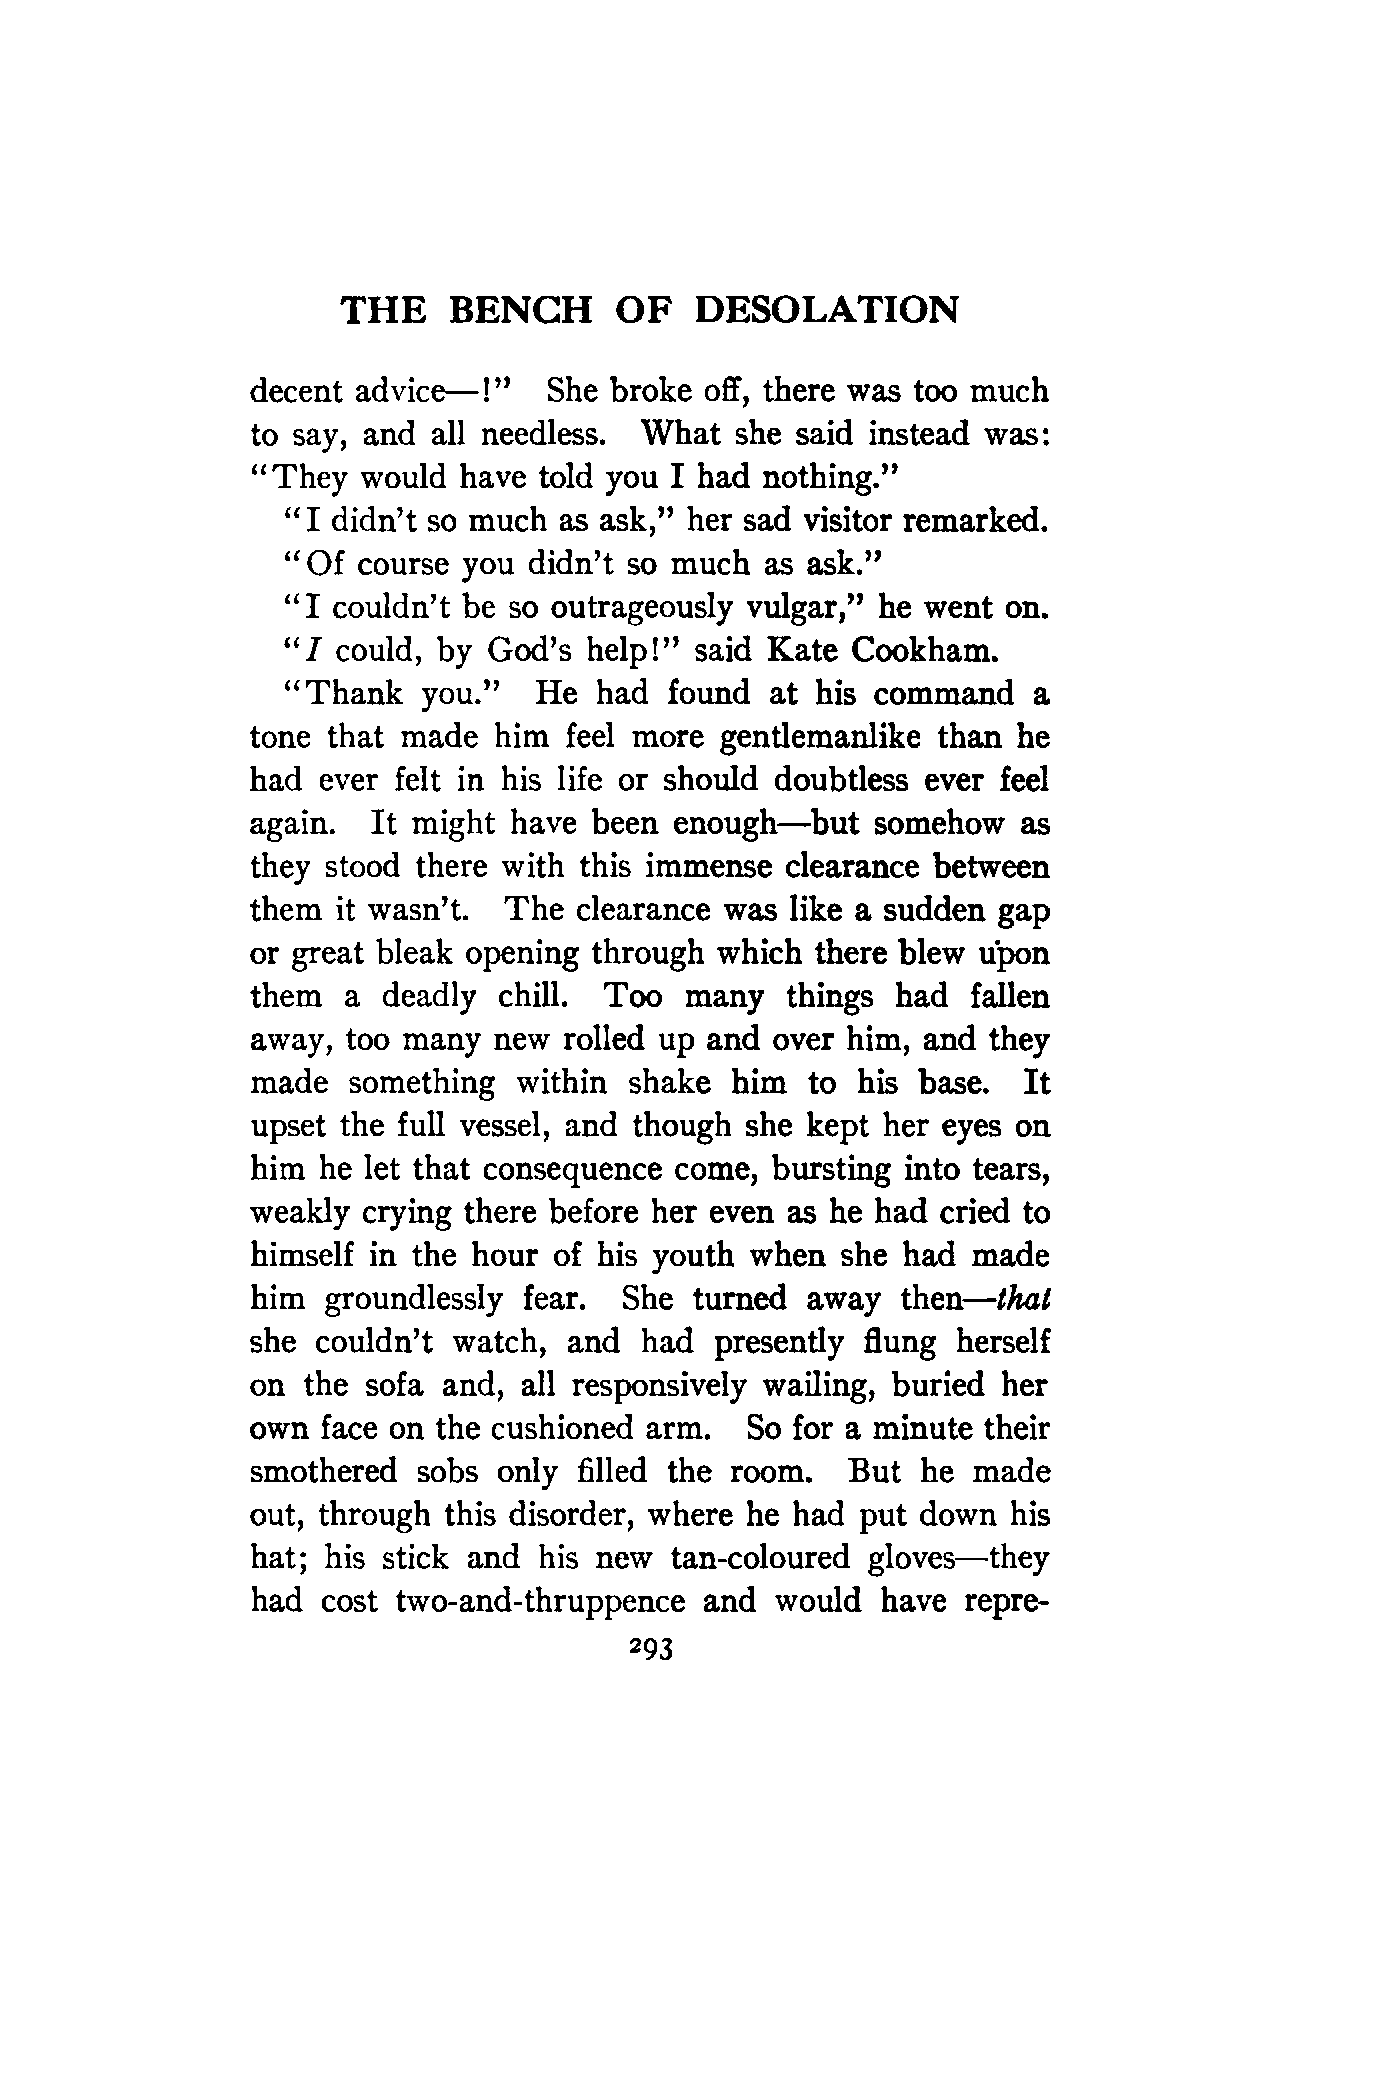 THE BENCH OF DESOLATION
decent advice—!” She broke off, there was too much
to say, and all needless. What she said instead was:
“They would have told you I had nothing.”
“I didn’t so much as ask,” her sad visitor remarked.
“Of course you didn’t so much as ask.”
“I couldn’t be so outrageously vulgar,” he went on.
“I could, by God’s help!” said Kate Cookham.
“Thank you.” He had found at his command a
tone that made him feel more gentlemanlike than he
had ever felt in his life or should doubtless ever feel
again. It might have been enough—but somehow as
they stood there with this immense clearance between
them it wasn’t. The clearance was like a sudden gap
or great bleak opening through which there blew upon
them a deadly chill. Too many things had fallen
away, too many new rolled up and over him, and they
made something within shake him to his base. It
upset the full vessel, and though she kept her eyes on
him he let that consequence come, bursting into tears,
weakly crying there before her even as he had cried to
himself in the hour of his youth when she had made
him groundlessly fear. She turned away then—that
she couldn’t watch, and had presently flung herself
on the sofa and, all responsively wailing, buried her
own face on the cushioned arm. So for a minute their
smothered sobs only filled the room. But he made
out, through this disorder, where he had put down his
hat; his stick and his new tan-coloured gloves—they
had cost two-and-thruppence and would have repre-
293